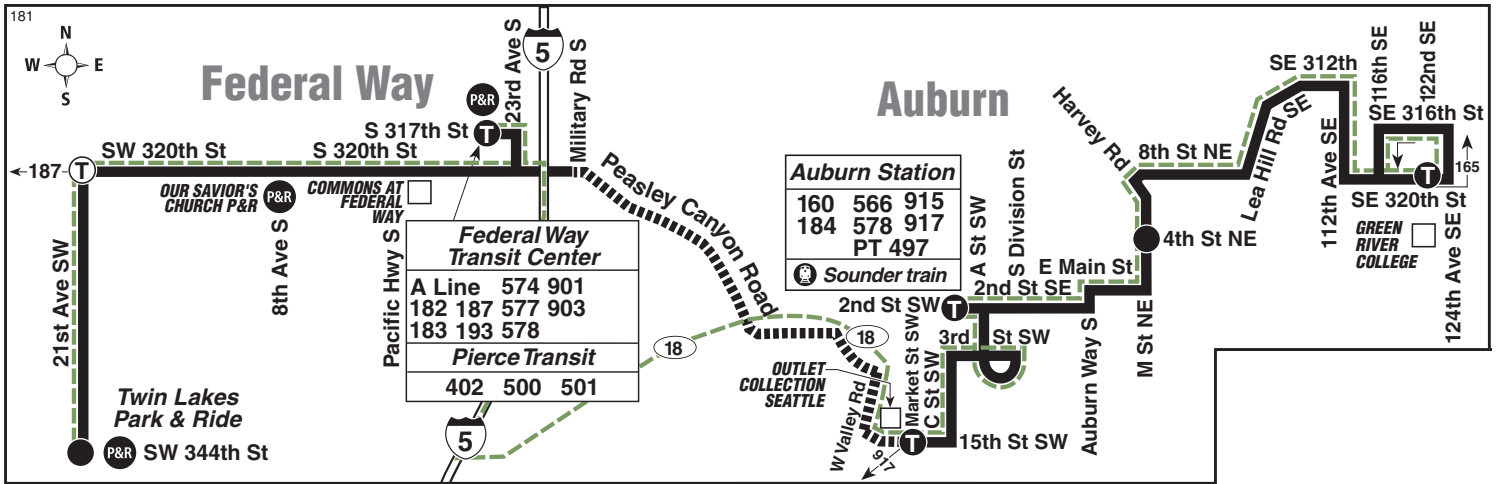 181
N
W E
S
Federal Way
Auburn
P&R
23rd Ave S
5
Military Rd S
S 317th St
T
187
T
SW 320th St
S 320th St
OUR SAVIOR'S
CHURCH P&R
P&R
8th Ave S
COMMONS AT
FEDERAL
WAY
Pacific Hwy S
21st Ave SW
Twin Lakes
Park & Ride
P&R
SW 344th St
Federal Way
Transit Center
A Line 574 901
182 187 577 903
183 193 578
Pierce Transit
402 500 501
5
Peasley Canyon Road
18
18
OUTLET
COLLECTION
SEATTLE
W Valley Rd
917
T
Market St SW
C St SW
15th St SW
Auburn Station
160 566 915
184 578 917
PT 497
Sounder train
2nd St SW
T
A St SW
S Division St
3rd St SW
2nd St SE
E Main St
Auburn Way S
M St NE
4th St NE
Harvey Rd
8th St NE
Lea Hill Rd SE
SE 312th
112th Ave SE
116th SE
122nd SE
SE 316th St
T
165
SE 320th St
GREEN
RIVER
COLLEGE
124th Ave SE